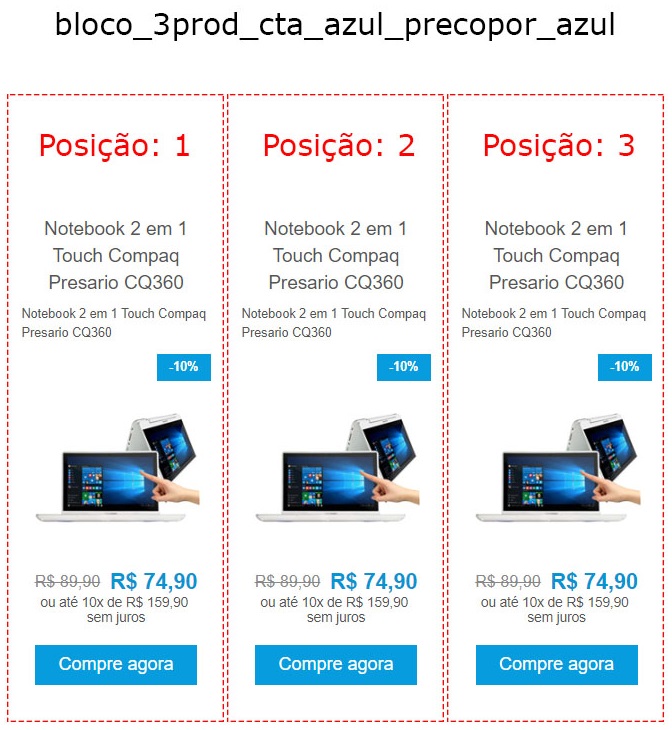 bloco_3prod_cta_azul_precopor_azul
Posição: 1
Notebook 2 em 1
Touch Compaq
Presario CQ360
Notebook 2 em 1 Touch Compaq
Presario CQ360
-10%
R$ 89,90 R$ 74,90
ou até 10x de R$ 159,90
sem juros
Compre agora
Posição: 2
Notebook 2 em 1
Touch Compaq
Presario CQ360
Notebook 2 em 1 Touch Compaq
Presario CQ360
-10%
R$ 89,90 R$ 74,90
ou até 10x de R$ 159,90
sem juros
Compre agora
Posição: 3
Notebook 2 em 1
Touch Compaq
Presario CQ360
Notebook 2 em 1 Touch Compaq
Presario CQ360
-10%
R$ 89,90 R$ 74,90
ou até 10x de R$ 159,90
sem juros
Compre agora